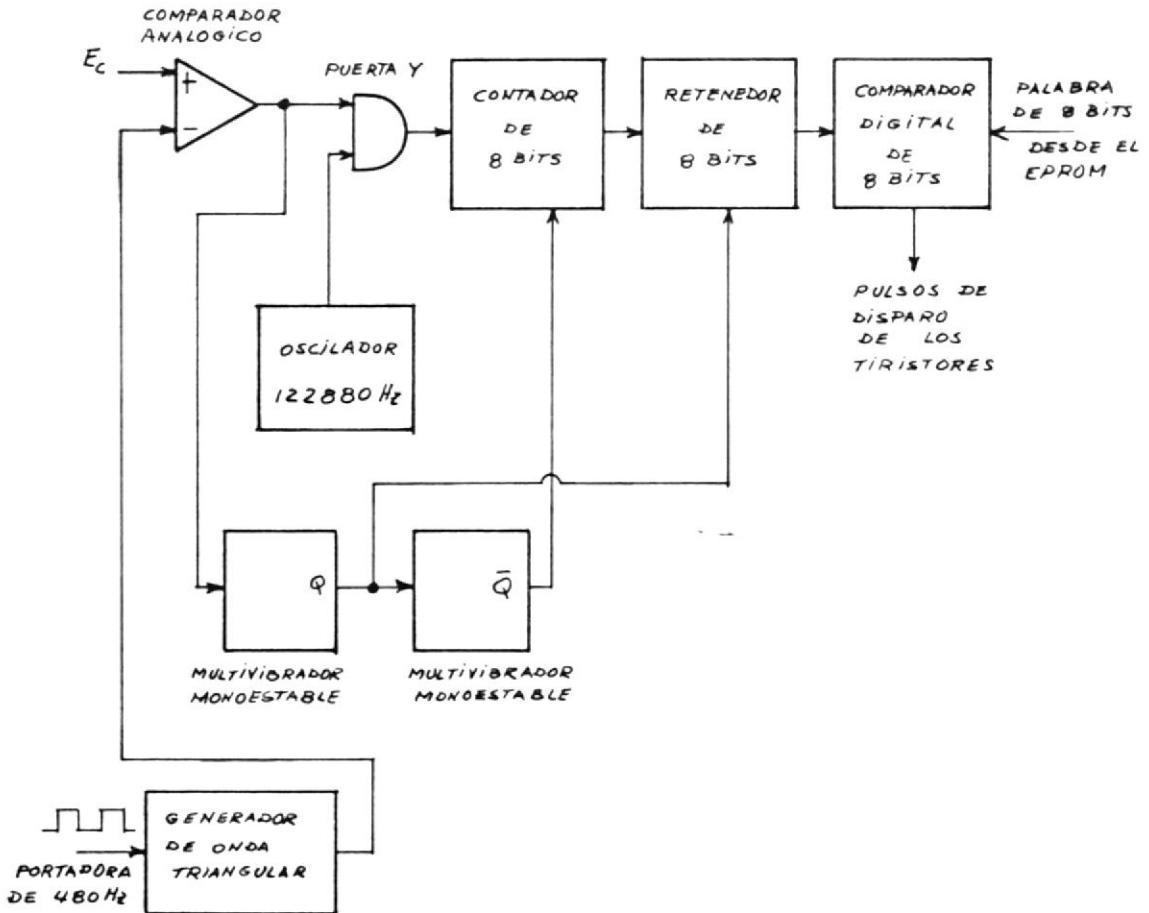 COMPARADOR
ANALOGICO
Ec
+
−
PUERTA Y
CONTADOR
DE
8 BITS
RETENEDOR
DE
8 BITS
COMPARADOR
DIGITAL
DE
8 BITS
PALABRA
DE 8 BITS
DESDE EL
EPROM
PULSOS DE
DISPARO
DE LOS
TIRISTORES
OSCILADOR
122880 Hz
Q
Q̅
MULTIVIBRADOR
MONOESTABLE
MULTIVIBRADOR
MONOESTABLE
GENERADOR
DE ONDA
TRIANGULAR
PORTADORA
DE 480 Hz